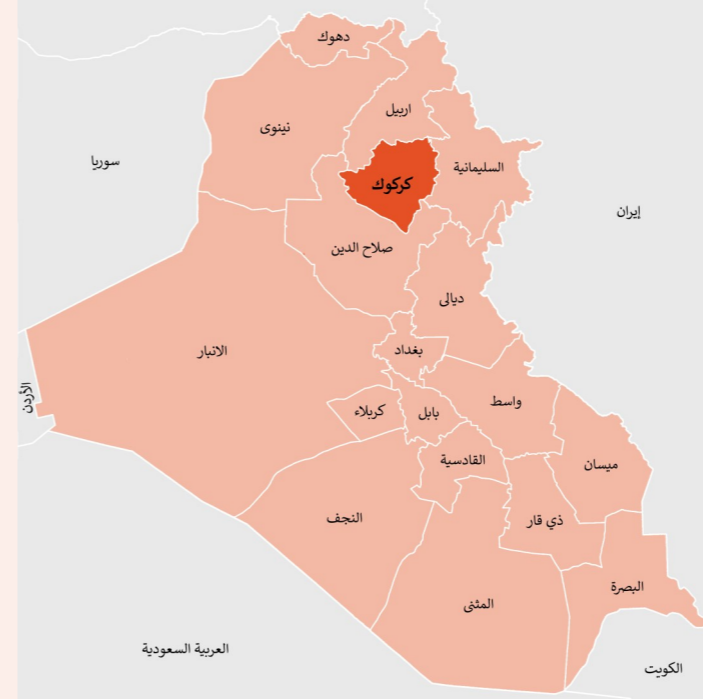 دهوك
اربيل
نينوى
سوريا
السليمانية
كركوك
إيران
صلاح الدين
ديالى
الانبار
بغداد
الأردن
واسط
كربلاء
بابل
القادسية
ميسان
النجف
ذي قار
البصرة
المثنى
العربية السعودية
الكويت